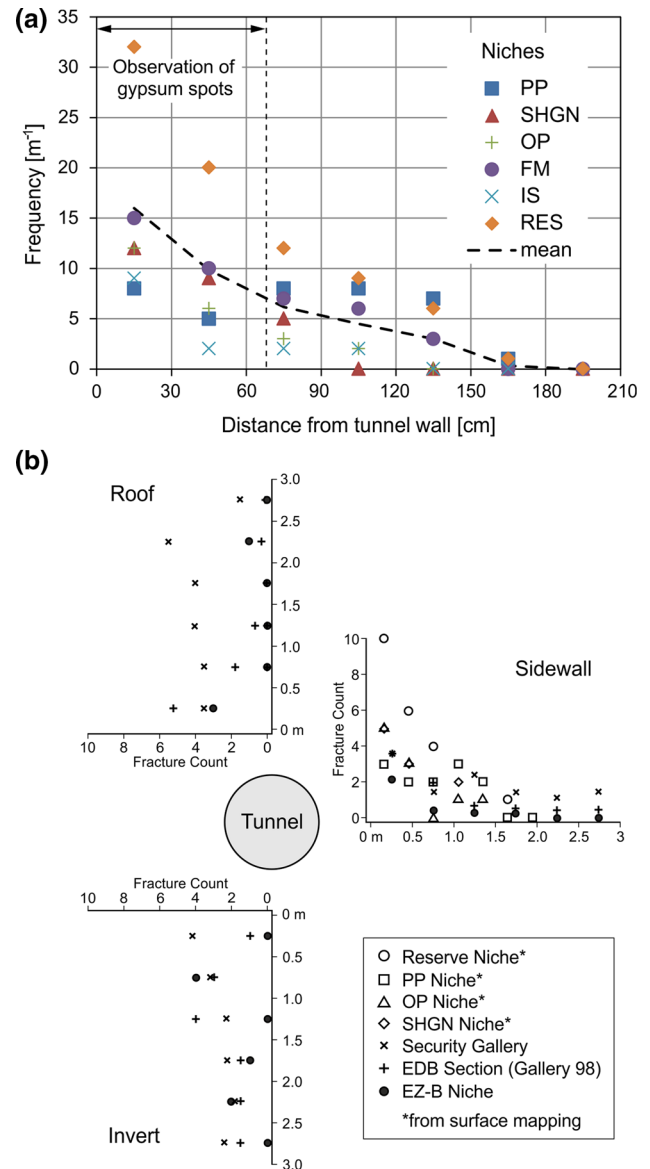 (a)
35
30
25
20
15
10
5
0
Frequency [m-1]
Observation of
gypsum spots
Niches
PP
SHGN
OP
FM
IS
RES
mean
0 30 60 90 120 150 180 210
Distance from tunnel wall [cm]
(b)
Roof
3.0
2.5
2.0
1.5
1.0
0.5
0 m
10 8 6 4 2 0
Fracture Count
Sidewall
10
8
6
4
2
0
Fracture Count
0 m 1.0 2.0 3
Tunnel
Fracture Count
10 8 6 4 2 0
0 m
0.5
1.0
1.5
2.0
2.5
3.0
Invert
Reserve Niche*
PP Niche*
OP Niche*
SHGN Niche*
Security Gallery
EDB Section (Gallery 98)
EZ-B Niche
*from surface mapping